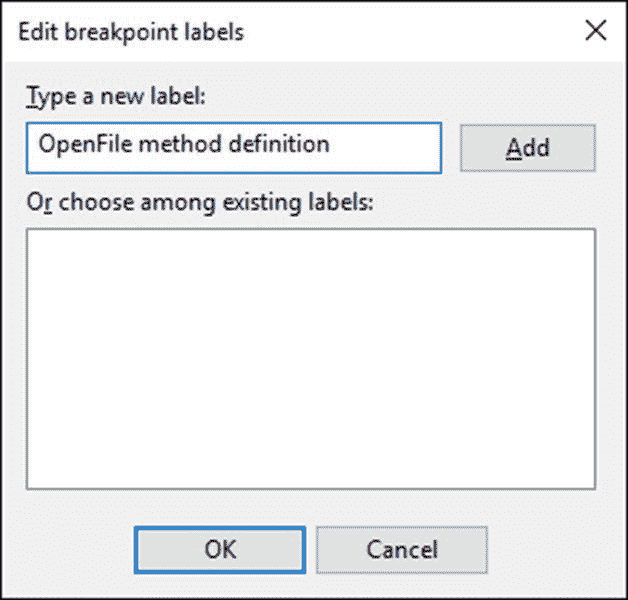 Edit breakpoint labels
Type a new label:
OpenFile method definition
Add
Or choose among existing labels:
OK
Cancel